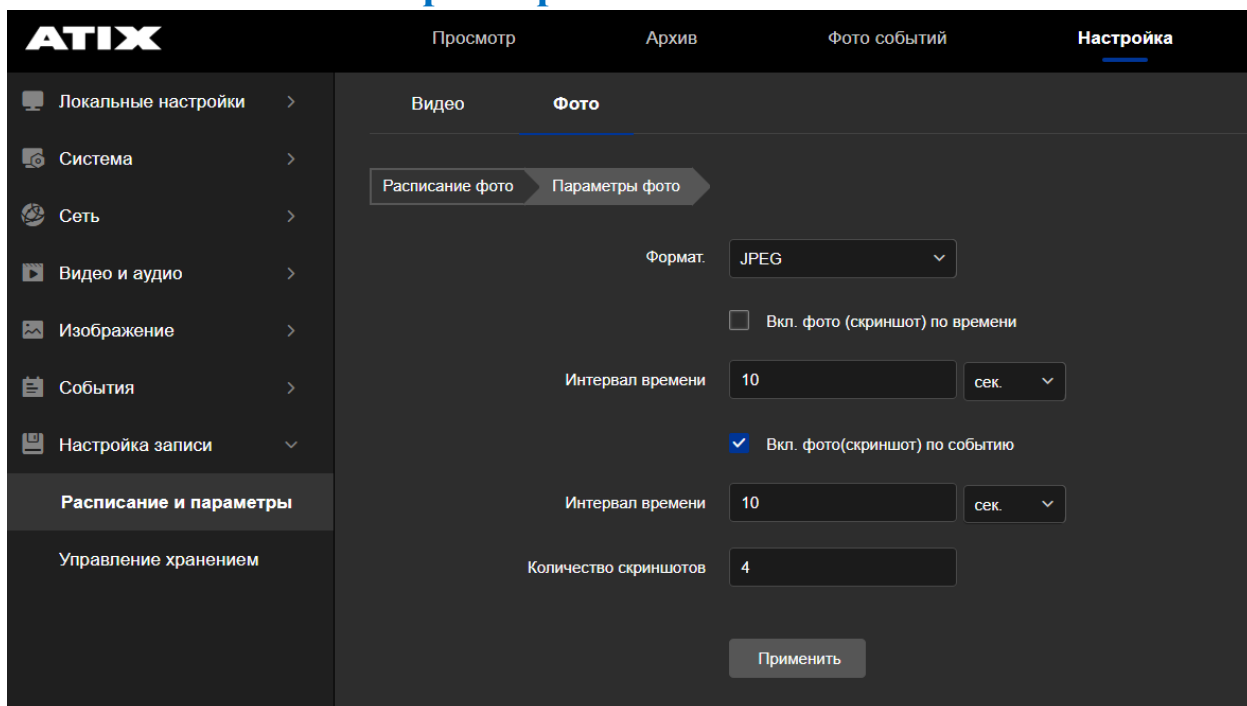 ATIX
Просмотр
Архив
Фото событий
Настройка
Локальные настройки
Система
Сеть
Видео и аудио
Изображение
События
Настройка записи
Расписание и параметры
Управление хранением
Видео
Фото
Расписание фото
Параметры фото
Формат. JPEG
Вкл. фото (скриншот) по времени
Интервал времени 10 сек.
Вкл. фото(скриншот) по событию
Интервал времени 10 сек.
Количество скриншотов 4
Применить